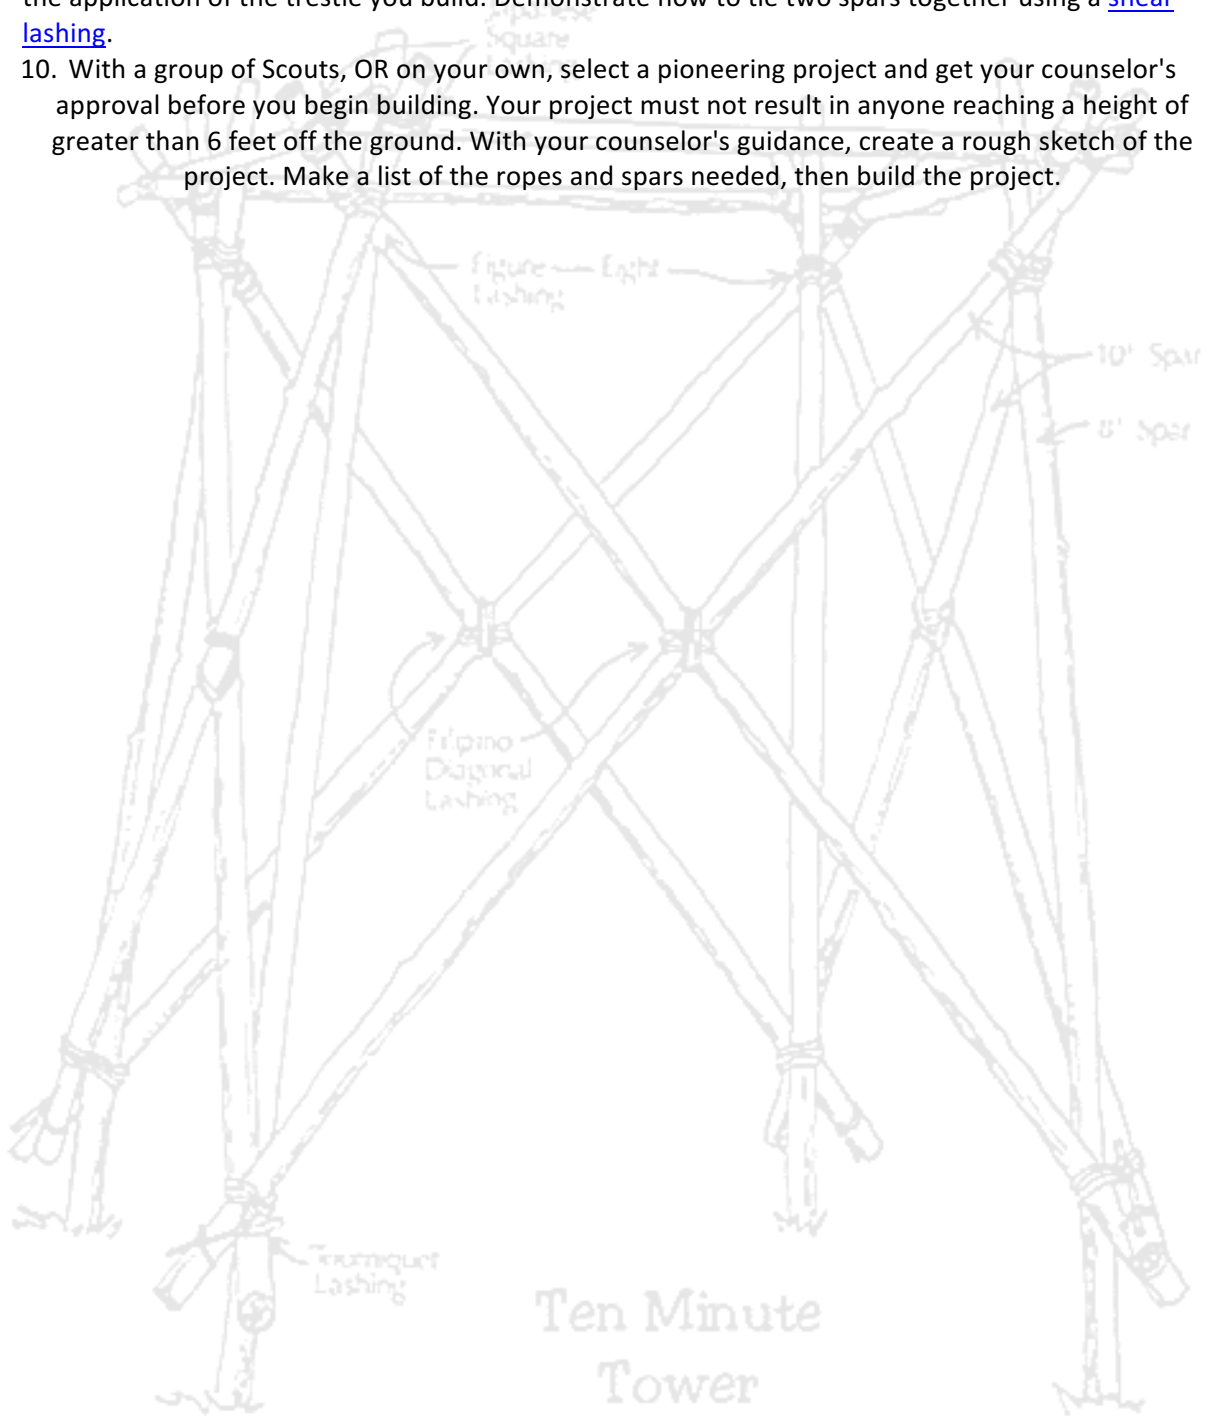 the application of the trestle you build. Demonstrate how to tie two spars together using a shear
lashing.
10. With a group of Scouts, OR on your own, select a pioneering project and get your counselor's
approval before you begin building. Your project must not result in anyone reaching a height of
greater than 6 feet off the ground. With your counselor's guidance, create a rough sketch of the
project. Make a list of the ropes and spars needed, then build the project.
Japanese
Square
Lashing
Figure — Eight
Lashing
10' Spar
8' Spar
Filipino
Diagonal
Lashing
Tourniquet
Lashing
Ten Minute
Tower